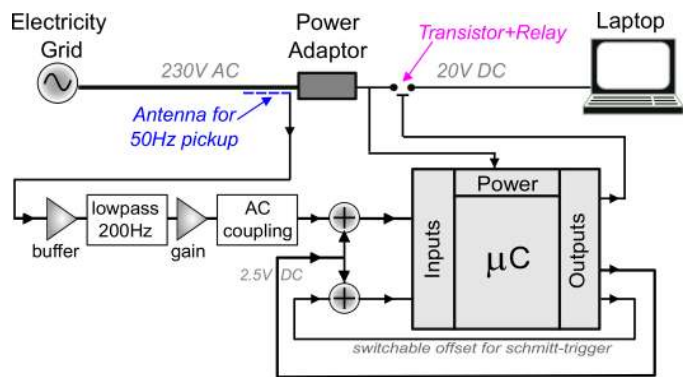 Electricity
Grid
Power
Adaptor
Transistor+Relay
Laptop
230V AC
20V DC
Antenna for
50Hz pickup
buffer
lowpass
200Hz
gain
AC
coupling
2.5V DC
Inputs
Power
μC
Outputs
switchable offset for schmitt-trigger